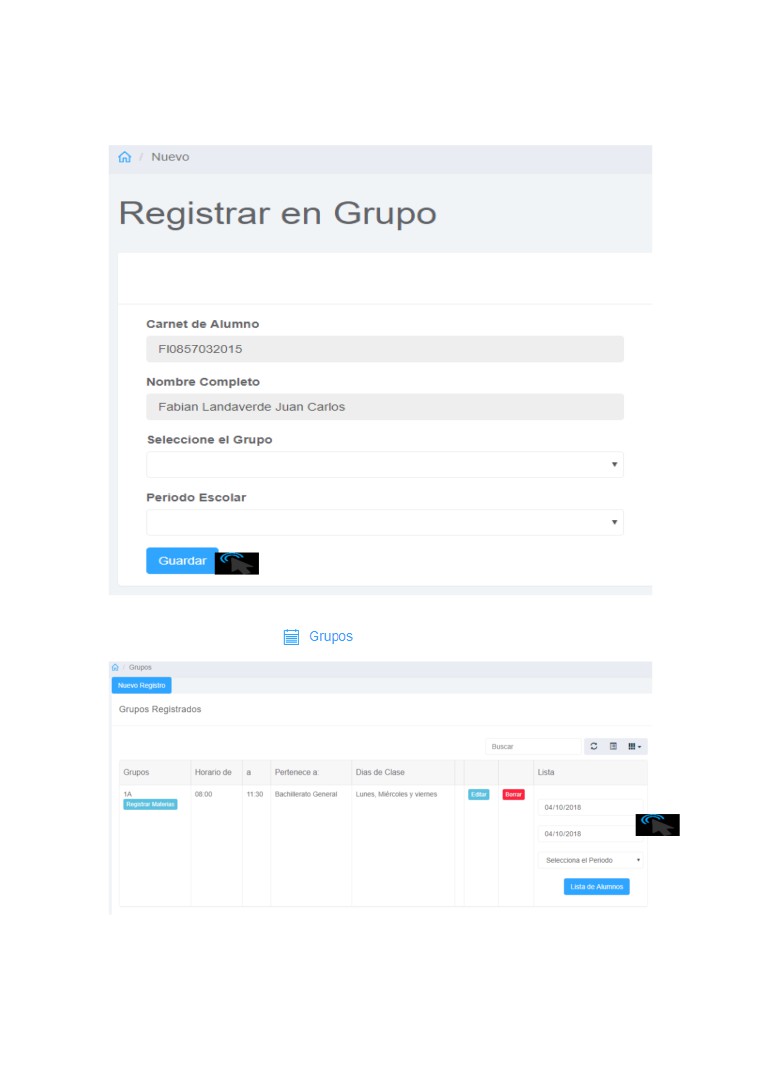 / Nuevo
Registrar en Grupo
Carnet de Alumno
FI0857032015
Nombre Completo
Fabian Landaverde Juan Carlos
Seleccione el Grupo
Periodo Escolar
Guardar
Grupos
/ Grupos
Nuevo Registro
Grupos Registrados
Buscar
Grupos Horario de a Pertenece a: Dias de Clase Lista
1A 08:00 11:30 Bachillerato General Lunes, Miércoles y viernes Editar Borrar
Registrar Materias
04/10/2018
04/10/2018
Selecciona el Periodo
Lista de Alumnos